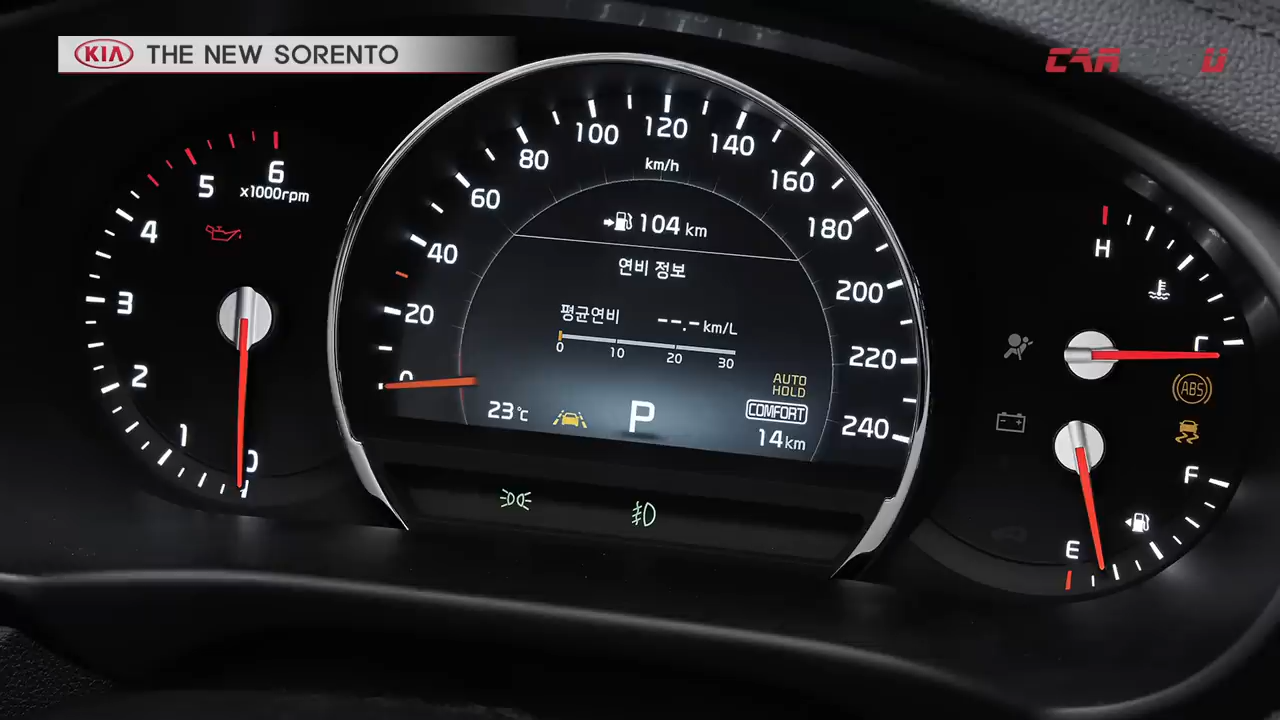 KIA THE NEW SORENTO
CAR
U
0
1
2
3
4
5
6
x1000rpm
0
20
40
60
80
100
120
140
160
180
200
220
240
km/h
104 km
연비 정보
평균연비 --.- km/L
0 10 20 30
AUTO
HOLD
COMFORT
23℃
P
14 km
H
C
ABS
F
E